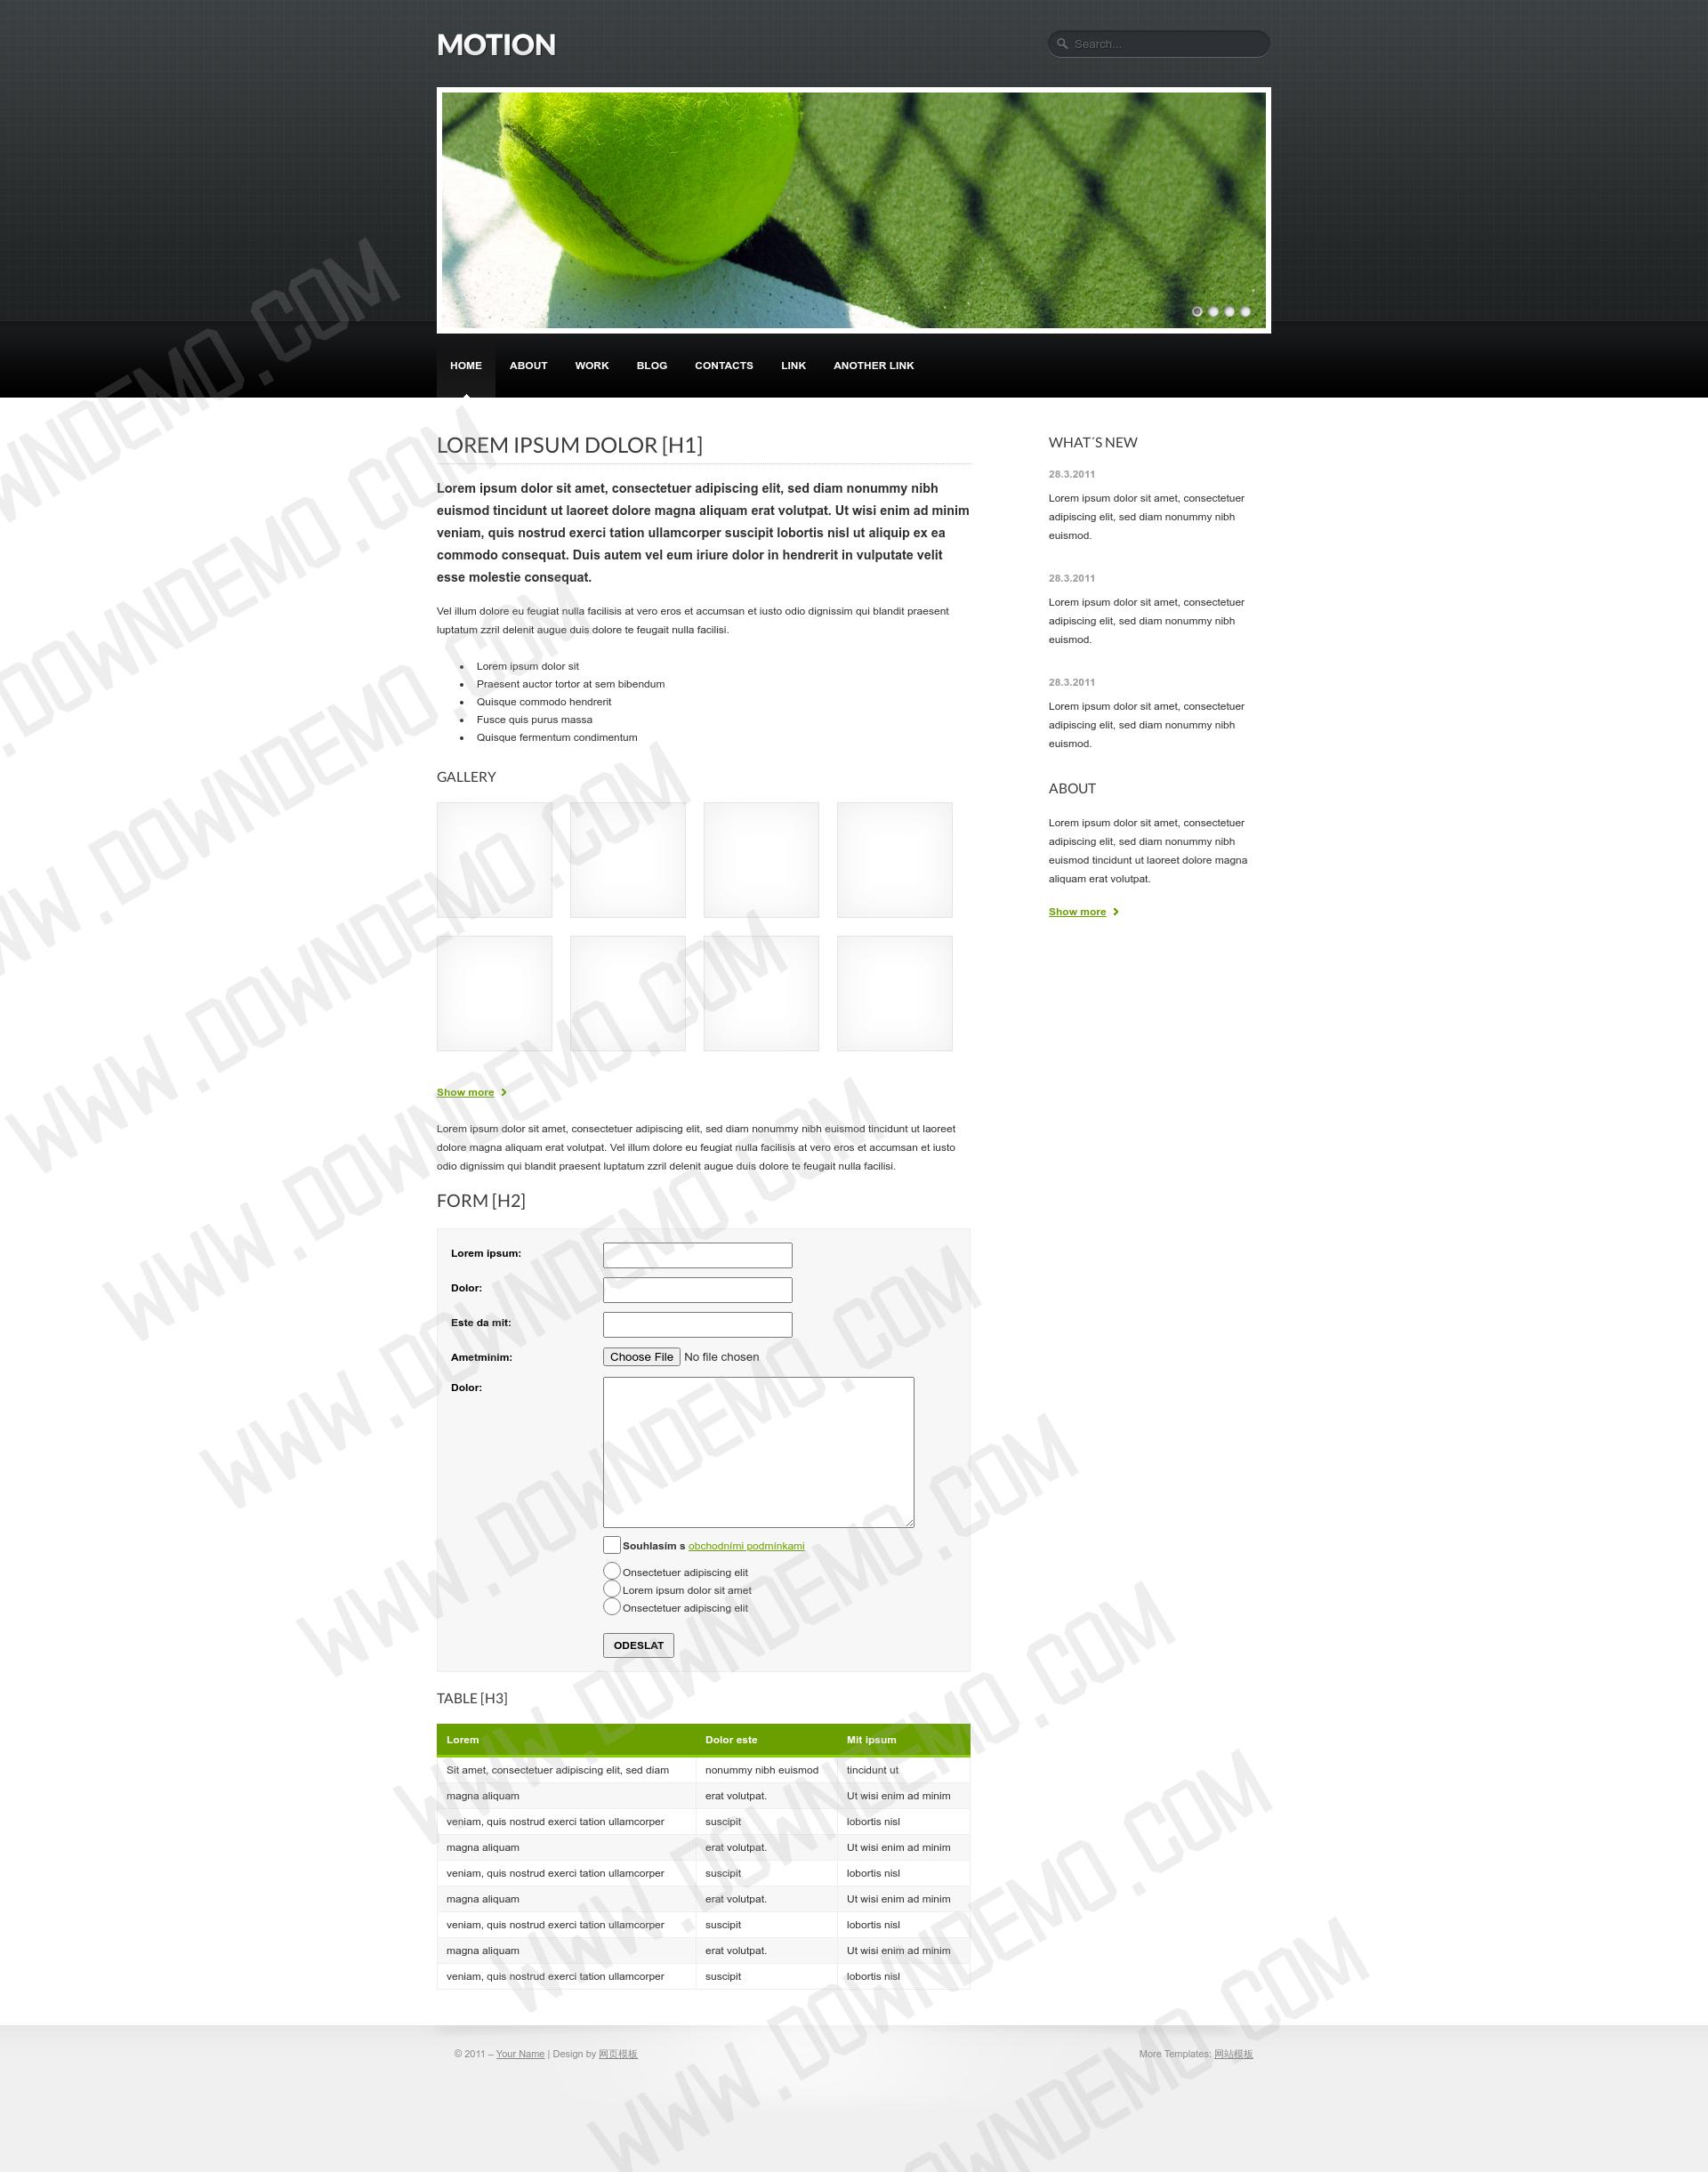 MOTION
Search...
HOME ABOUT WORK BLOG CONTACTS LINK ANOTHER LINK
LOREM IPSUM DOLOR [H1]
Lorem ipsum dolor sit amet, consectetuer adipiscing elit, sed diam nonummy nibh
euismod tincidunt ut laoreet dolore magna aliquam erat volutpat. Ut wisi enim ad minim
veniam, quis nostrud exerci tation ullamcorper suscipit lobortis nisl ut aliquip ex ea
commodo consequat. Duis autem vel eum iriure dolor in hendrerit in vulputate velit
esse molestie consequat.
Vel illum dolore eu feugiat nulla facilisis at vero eros et accumsan et iusto odio dignissim qui blandit praesent
luptatum zzril delenit augue duis dolore te feugait nulla facilisi.
Lorem ipsum dolor sit
Praesent auctor tortor at sem bibendum
Quisque commodo hendrerit
Fusce quis purus massa
Quisque fermentum condimentum
GALLERY
Show more
Lorem ipsum dolor sit amet, consectetuer adipiscing elit, sed diam nonummy nibh euismod tincidunt ut laoreet
dolore magna aliquam erat volutpat. Vel illum dolore eu feugiat nulla facilisis at vero eros et accumsan et iusto
odio dignissim qui blandit praesent luptatum zzril delenit augue duis dolore te feugait nulla facilisi.
FORM [H2]
Lorem ipsum:
Dolor:
Este da mit:
Ametminim: Choose File No file chosen
Dolor:
Souhlasím s obchodními podmínkami
Onsectetuer adipiscing elit
Lorem ipsum dolor sit amet
Onsectetuer adipiscing elit
ODESLAT
TABLE [H3]
Lorem Dolor este Mit ipsum
Sit amet, consectetuer adipiscing elit, sed diam nonummy nibh euismod tincidunt ut
magna aliquam erat volutpat. Ut wisi enim ad minim
veniam, quis nostrud exerci tation ullamcorper suscipit lobortis nisl
magna aliquam erat volutpat. Ut wisi enim ad minim
veniam, quis nostrud exerci tation ullamcorper suscipit lobortis nisl
magna aliquam erat volutpat. Ut wisi enim ad minim
veniam, quis nostrud exerci tation ullamcorper suscipit lobortis nisl
magna aliquam erat volutpat. Ut wisi enim ad minim
veniam, quis nostrud exerci tation ullamcorper suscipit lobortis nisl
WHAT´S NEW
28.3.2011
Lorem ipsum dolor sit amet, consectetuer
adipiscing elit, sed diam nonummy nibh
euismod.
28.3.2011
Lorem ipsum dolor sit amet, consectetuer
adipiscing elit, sed diam nonummy nibh
euismod.
28.3.2011
Lorem ipsum dolor sit amet, consectetuer
adipiscing elit, sed diam nonummy nibh
euismod.
ABOUT
Lorem ipsum dolor sit amet, consectetuer
adipiscing elit, sed diam nonummy nibh
euismod tincidunt ut laoreet dolore magna
aliquam erat volutpat.
Show more
© 2011 – Your Name | Design by 网页模板
More Templates: 网站模板
WWW.DOWNDEMO.COM